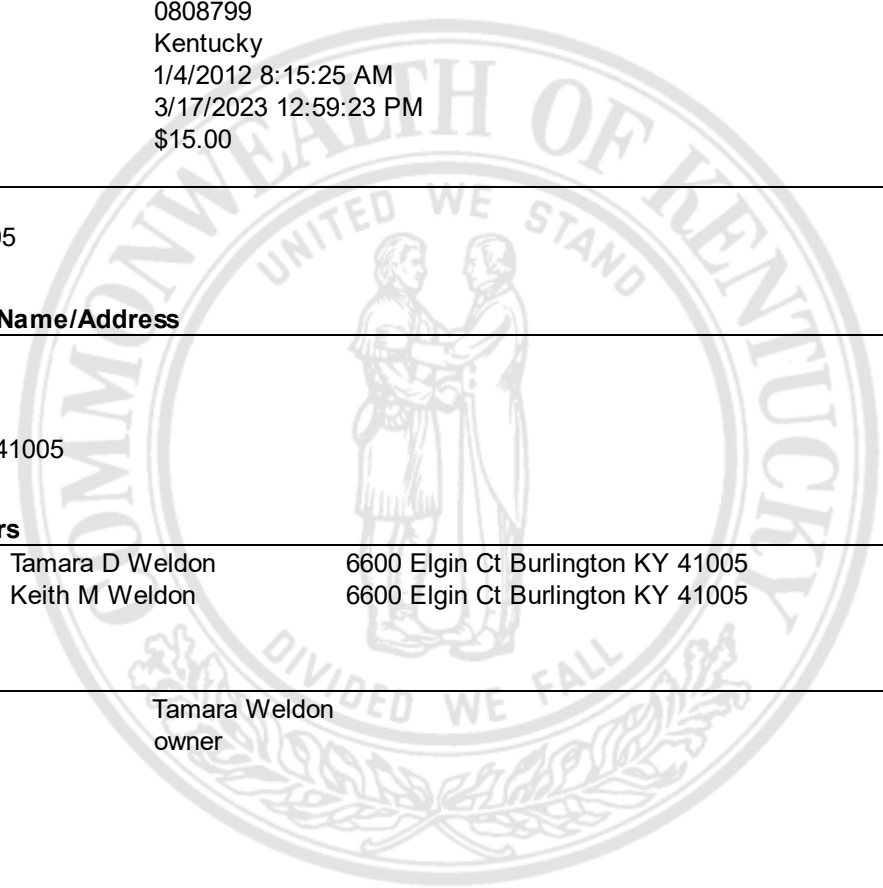 0808799
Kentucky
1/4/2012 8:15:25 AM
3/17/2023 12:59:23 PM
$15.00
COMMONWEALTH OF KENTUCKY
UNITED WE STAND
05
Name/Address
41005
rs
Tamara D Weldon 6600 Elgin Ct Burlington KY 41005
Keith M Weldon 6600 Elgin Ct Burlington KY 41005
DIVIDED WE FALL
Tamara Weldon
owner